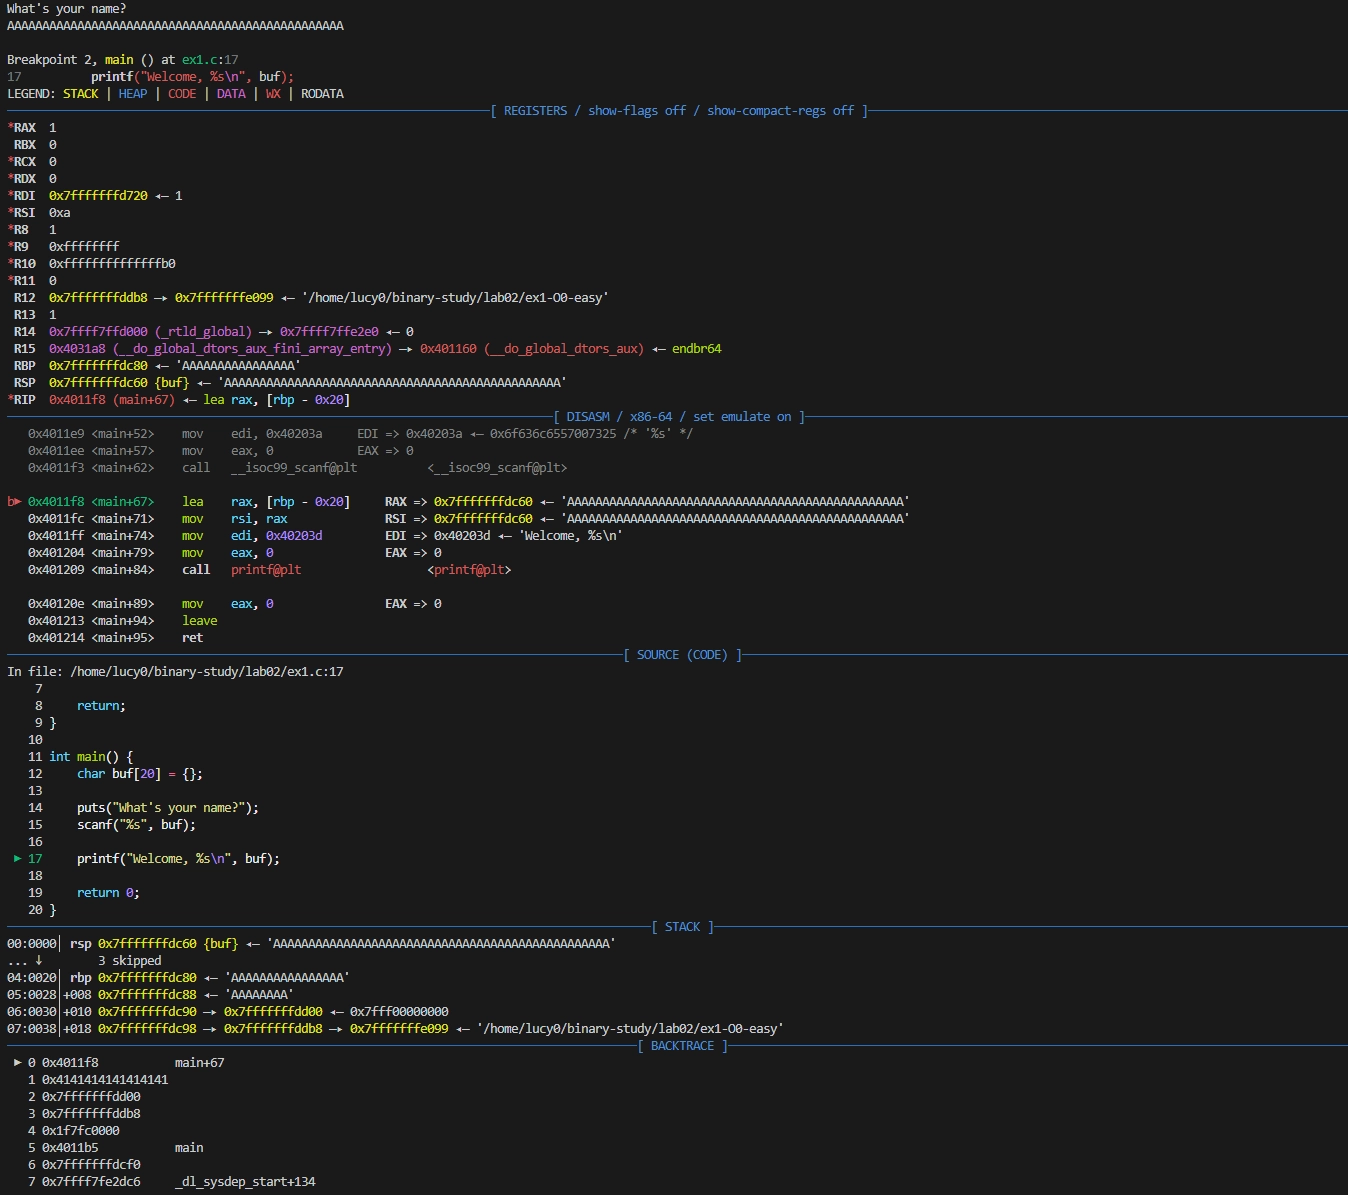 What's your name?
AAAAAAAAAAAAAAAAAAAAAAAAAAAAAAAAAAAAAAAAAAAAAAAA
Breakpoint 2, main () at ex1.c:17
17          printf("Welcome, %s\n", buf);
LEGEND: STACK | HEAP | CODE | DATA | WX | RODATA
[ REGISTERS / show-flags off / show-compact-regs off ]
*RAX  1
 RBX  0
*RCX  0
*RDX  0
*RDI  0x7fffffffd720 ◂— 1
*RSI  0xa
*R8   1
*R9   0xffffffff
*R10  0xffffffffffffffb0
*R11  0
 R12  0x7fffffffddb8 —▸ 0x7fffffffe099 ◂— '/home/lucy0/binary-study/lab02/ex1-O0-easy'
 R13  1
 R14  0x7ffff7ffd000 (_rtld_global) —▸ 0x7ffff7ffe2e0 ◂— 0
 R15  0x4031a8 (__do_global_dtors_aux_fini_array_entry) —▸ 0x401160 (__do_global_dtors_aux) ◂— endbr64
 RBP  0x7fffffffdc80 ◂— 'AAAAAAAAAAAAAAAA'
 RSP  0x7fffffffdc60 {buf} ◂— 'AAAAAAAAAAAAAAAAAAAAAAAAAAAAAAAAAAAAAAAAAAAAAAAA'
*RIP  0x4011f8 (main+67) ◂— lea rax, [rbp - 0x20]
[ DISASM / x86-64 / set emulate on ]
   0x4011e9 <main+52>    mov    edi, 0x40203a     EDI => 0x40203a ◂— 0x6f636c6557007325 /* '%s' */
   0x4011ee <main+57>    mov    eax, 0            EAX => 0
   0x4011f3 <main+62>    call   __isoc99_scanf@plt          <__isoc99_scanf@plt>
b► 0x4011f8 <main+67>    lea    rax, [rbp - 0x20]     RAX => 0x7fffffffdc60 ◂— 'AAAAAAAAAAAAAAAAAAAAAAAAAAAAAAAAAAAAAAAAAAAAAAAA'
   0x4011fc <main+71>    mov    rsi, rax              RSI => 0x7fffffffdc60 ◂— 'AAAAAAAAAAAAAAAAAAAAAAAAAAAAAAAAAAAAAAAAAAAAAAAA'
   0x4011ff <main+74>    mov    edi, 0x40203d         EDI => 0x40203d ◂— 'Welcome, %s\n'
   0x401204 <main+79>    mov    eax, 0                EAX => 0
   0x401209 <main+84>    call   printf@plt                  <printf@plt>
   0x40120e <main+89>    mov    eax, 0                EAX => 0
   0x401213 <main+94>    leave
   0x401214 <main+95>    ret
[ SOURCE (CODE) ]
In file: /home/lucy0/binary-study/lab02/ex1.c:17
    7
    8     return;
    9 }
   10
   11 int main() {
   12     char buf[20] = {};
   13
   14     puts("What's your name?");
   15     scanf("%s", buf);
   16
 ► 17     printf("Welcome, %s\n", buf);
   18
   19     return 0;
   20 }
[ STACK ]
00:0000│ rsp 0x7fffffffdc60 {buf} ◂— 'AAAAAAAAAAAAAAAAAAAAAAAAAAAAAAAAAAAAAAAAAAAAAAAA'
... ↓        3 skipped
04:0020│ rbp 0x7fffffffdc80 ◂— 'AAAAAAAAAAAAAAAA'
05:0028│+008 0x7fffffffdc88 ◂— 'AAAAAAAA'
06:0030│+010 0x7fffffffdc90 —▸ 0x7fffffffdd00 ◂— 0x7fff00000000
07:0038│+018 0x7fffffffdc98 —▸ 0x7fffffffddb8 —▸ 0x7fffffffe099 ◂— '/home/lucy0/binary-study/lab02/ex1-O0-easy'
[ BACKTRACE ]
 ► 0 0x4011f8           main+67
   1 0x4141414141414141
   2 0x7fffffffdd00
   3 0x7fffffffddb8
   4 0x1f7fc0000
   5 0x4011b5           main
   6 0x7fffffffdcf0
   7 0x7ffff7fe2dc6     _dl_sysdep_start+134